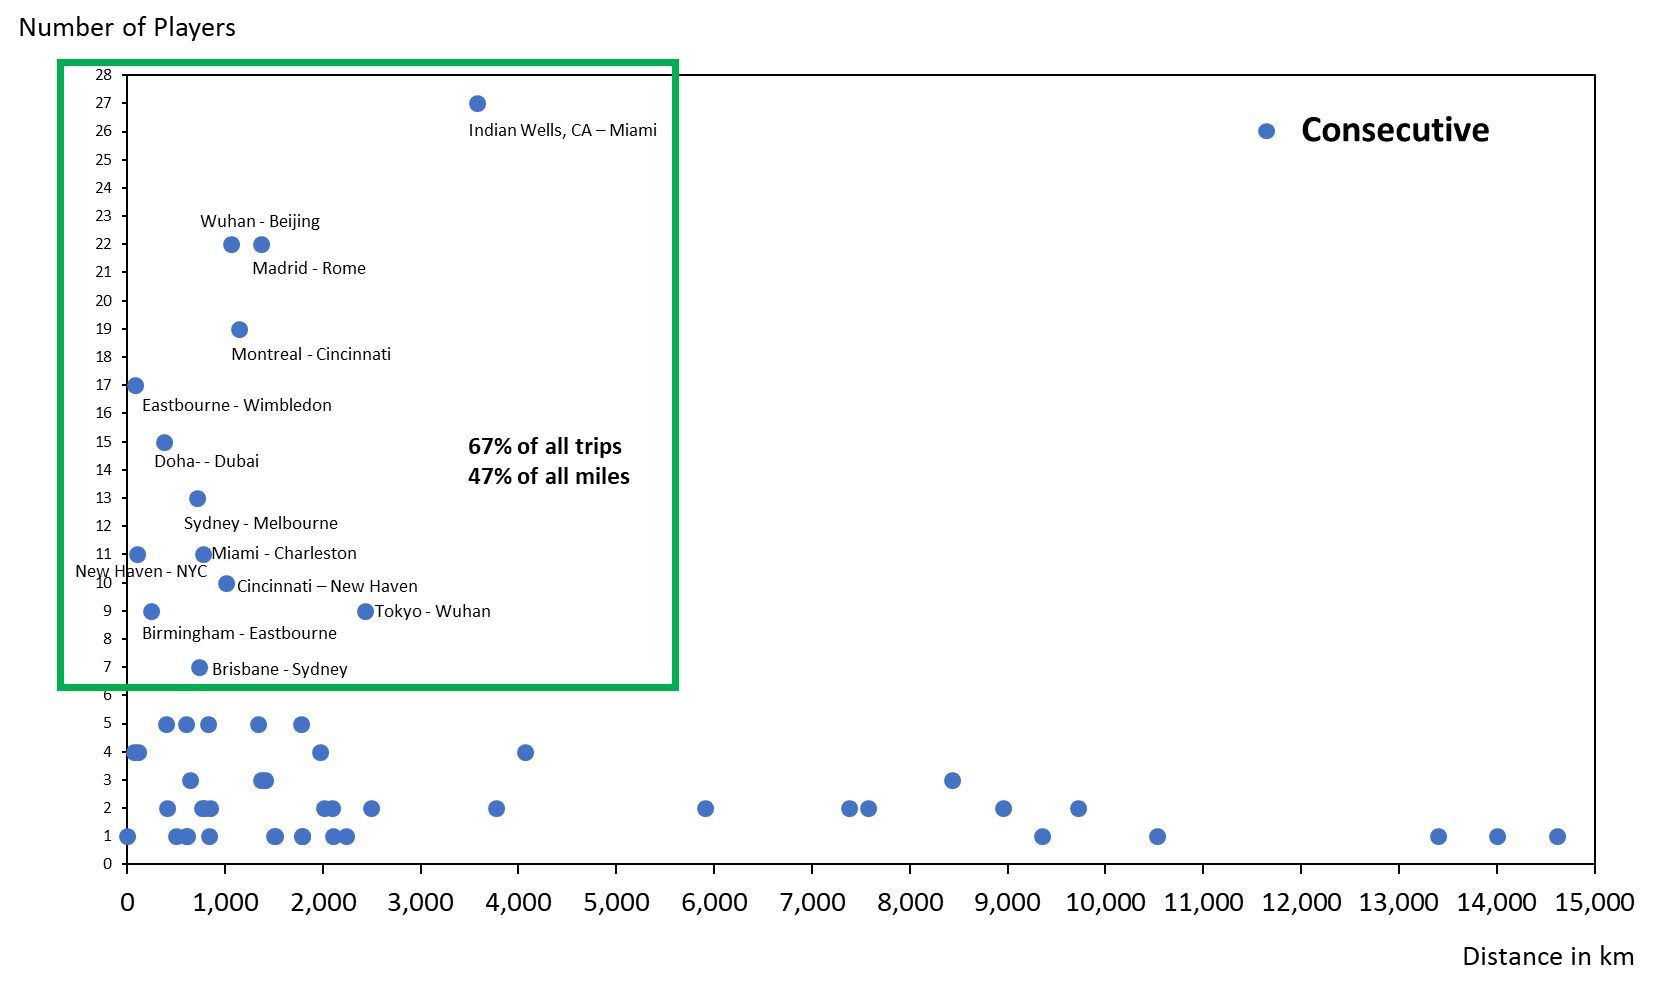 Number of Players
28
27
Indian Wells, CA – Miami
26
Consecutive
25
24
23
Wuhan - Beijing
22
Madrid - Rome
21
20
19
Montreal - Cincinnati
18
17
Eastbourne - Wimbledon
16
15
67% of all trips
Doha- - Dubai
14
47% of all miles
13
Sydney - Melbourne
12
11
Miami - Charleston
New Haven - NYC
10
Cincinnati – New Haven
9
Tokyo - Wuhan
Birmingham - Eastbourne
8
7
Brisbane - Sydney
6
5
4
3
2
1
0
0 1,000 2,000 3,000 4,000 5,000 6,000 7,000 8,000 9,000 10,000 11,000 12,000 13,000 14,000 15,000
Distance in km